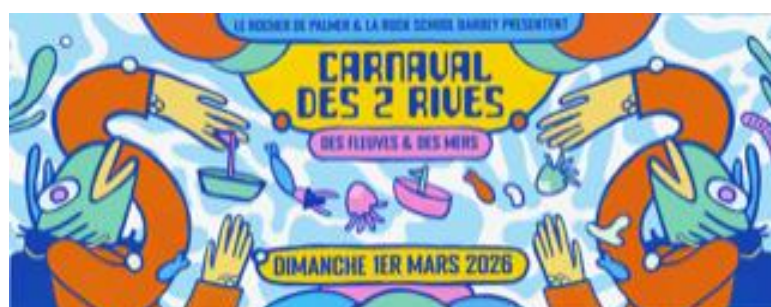 LE ROCHER DE PALMER & LA ROCK SCHOOL BARBEY PRÉSENTENT
CARNAVAL
DES 2 RIVES
DES FLEUVES & DES MERS
DIMANCHE 1ER MARS 2026